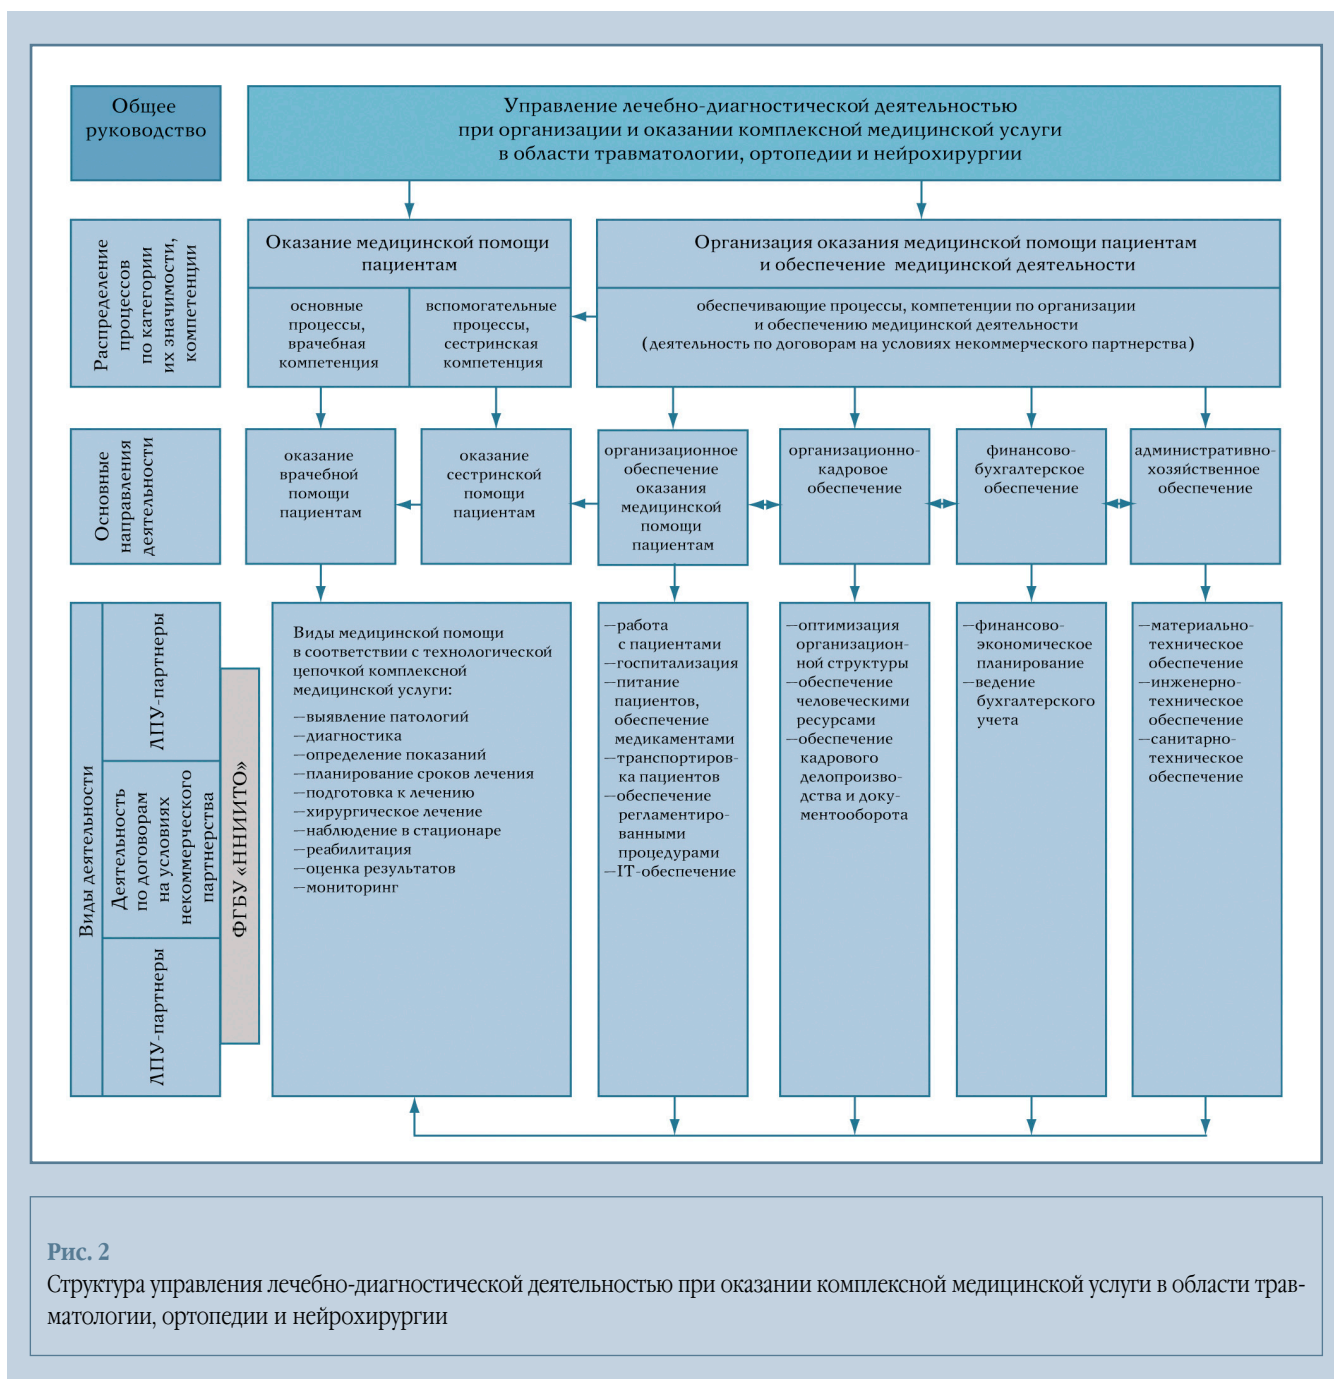 Общее
руководство
Управление лечебно-диагностической деятельностью
при организации и оказании комплексной медицинской услуги
в области травматологии, ортопедии и нейрохирургии
Распределение
процессов
по категории
их значимости,
компетенции
Оказание медицинской помощи
пациентам
Организация оказания медицинской помощи пациентам
и обеспечение медицинской деятельности
основные
процессы,
врачебная
компетенция
вспомогательные
процессы,
сестринская
компетенция
обеспечивающие процессы, компетенции по организации
и обеспечению медицинской деятельности
(деятельность по договорам на условиях некоммерческого партнерства)
Основные
направления
деятельности
оказание
врачебной
помощи
пациентам
оказание
сестринской
помощи
пациентам
организационное
обеспечение
оказания
медицинской
помощи
пациентам
организационно-
кадровое
обеспечение
финансово-
бухгалтерское
обеспечение
административно-
хозяйственное
обеспечение
Виды деятельности
ЛПУ-партнеры
Деятельность
по договорам
на условиях
некоммерческого
партнерства
ЛПУ-партнеры
ФГБУ «ННИИТО»
Виды медицинской помощи
в соответствии с технологической
цепочкой комплексной
медицинской услуги:
—выявление патологий
—диагностика
—определение показаний
—планирование сроков лечения
—подготовка к лечению
—хирургическое лечение
—наблюдение в стационаре
—реабилитация
—оценка результатов
—мониторинг
—работа
с пациентами
—госпитализация
—питание
пациентов,
обеспечение
медикаментами
—транспортиров-
ка пациентов
—обеспечение
регламентиро-
ванными
процедурами
—IT-обеспечение
—оптимизация
организацион-
ной структуры
—обеспечение
человеческими
ресурсами
—обеспечение
кадрового
делопроизво-
дства и доку-
ментооборота
—финансово-
экономическое
планирование
—ведение
бухгалтерского
учета
—материально-
техническое
обеспечение
—инженерно-
техническое
обеспечение
—санитарно-
техническое
обеспечение
Рис. 2
Структура управления лечебно-диагностической деятельностью при оказании комплексной медицинской услуги в области трав-
матологии, ортопедии и нейрохирургии